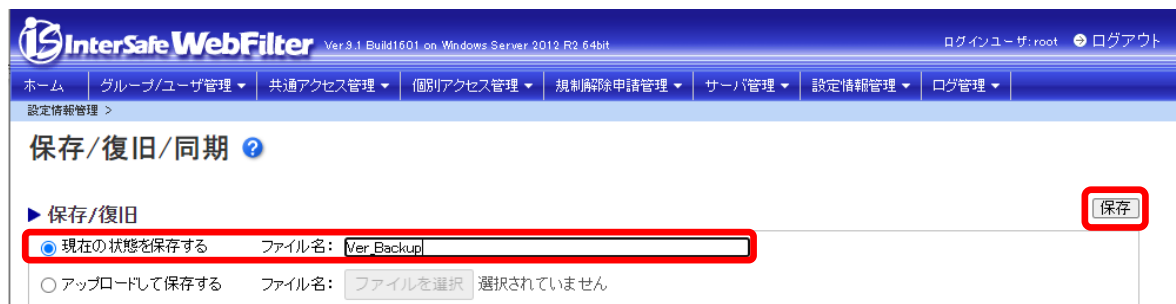 InterSafe WebFilter Ver.9.1 Build1601 on Windows Server 2012 R2 64bit ログインユーザ:root ログアウト
ホーム グループ/ユーザ管理▼ 共通アクセス管理▼ 個別アクセス管理▼ 規制解除申請管理▼ サーバ管理▼ 設定情報管理▼ ログ管理▼
設定情報管理 >
保存/復旧/同期 ?
▶ 保存/復旧 保存
現在の状態を保存する ファイル名: Ver_Backup
アップロードして保存する ファイル名: ファイルを選択 選択されていません